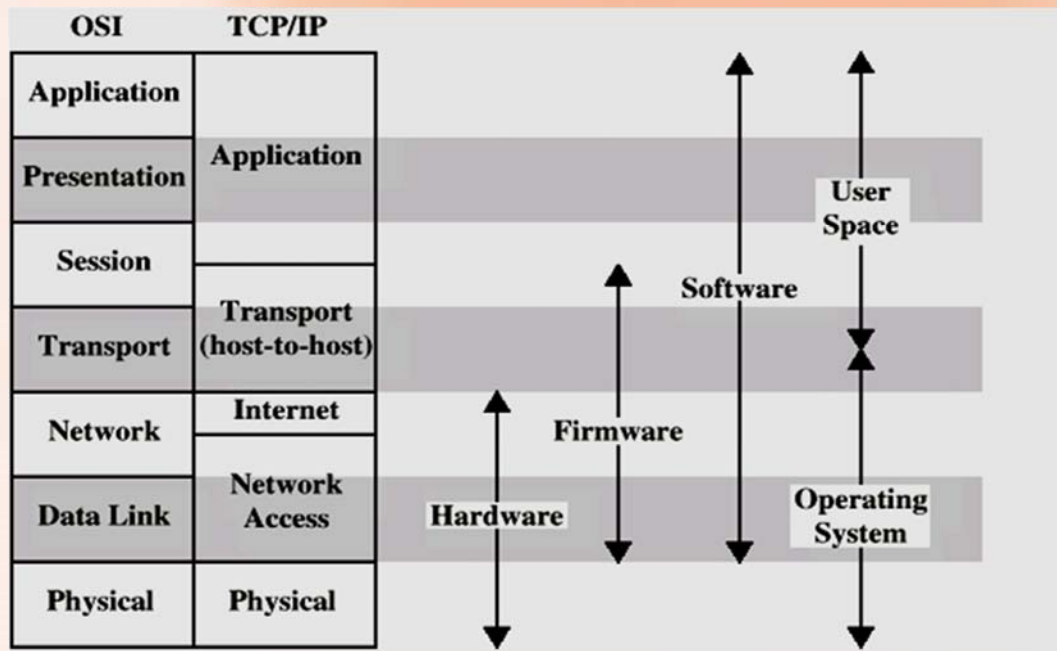 OSI
TCP/IP
Application
Presentation
Session
Transport
Network
Data Link
Physical
Application
Transport
(host-to-host)
Internet
Network
Access
Physical
Hardware
Firmware
Software
User
Space
Operating
System